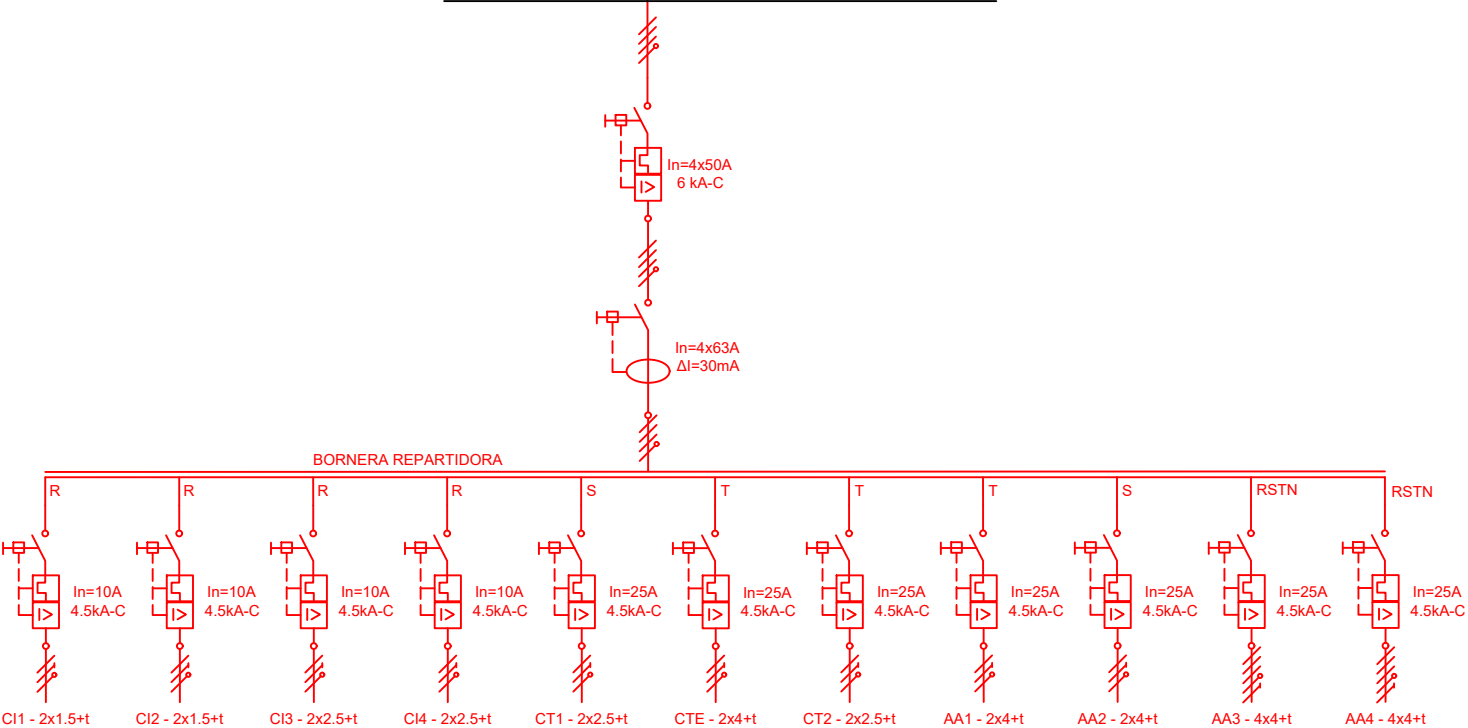 In=4x50A
6 kA-C
In=4x63A
ΔI=30mA
BORNERA REPARTIDORA
R R R R S T T T S RSTN RSTN
I> I> I> I> I> I> I> I> I> I> I> I>
In=10A In=10A In=10A In=10A In=25A In=25A In=25A In=25A In=25A In=25A In=25A
4.5kA-C 4.5kA-C 4.5kA-C 4.5kA-C 4.5kA-C 4.5kA-C 4.5kA-C 4.5kA-C 4.5kA-C 4.5kA-C 4.5kA-C
CI1 - 2x1.5+t CI2 - 2x1.5+t CI3 - 2x2.5+t CI4 - 2x2.5+t CT1 - 2x2.5+t CTE - 2x4+t CT2 - 2x2.5+t AA1 - 2x4+t AA2 - 2x4+t AA3 - 4x4+t AA4 - 4x4+t